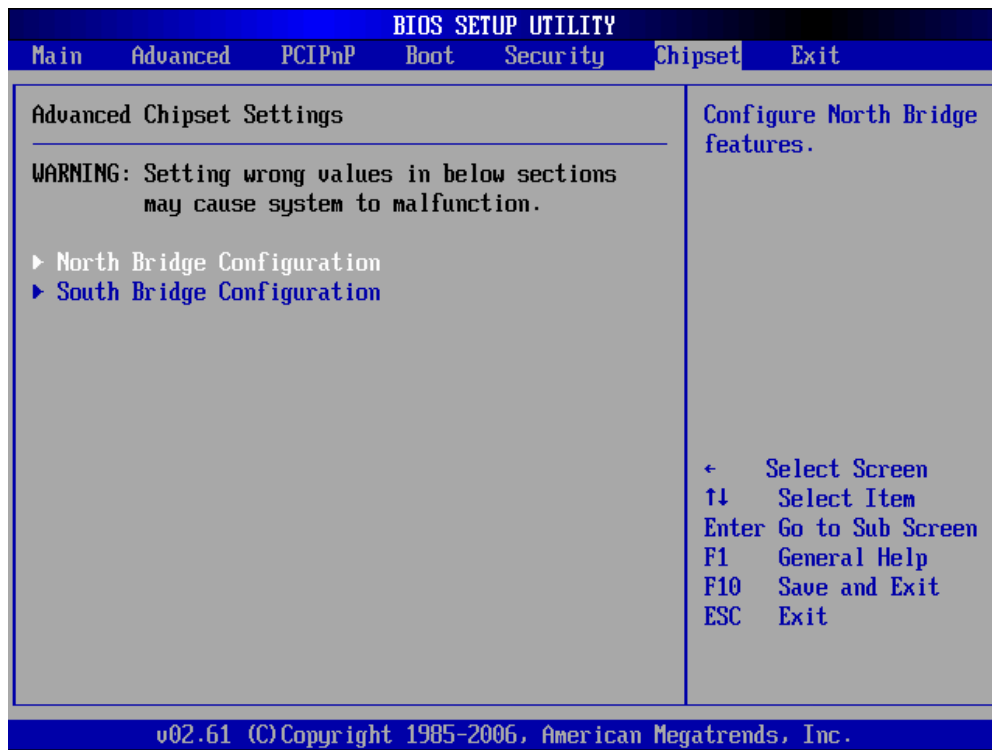 BIOS SETUP UTILITY
Main Advanced PCIPnP Boot Security Chipset Exit
Advanced Chipset Settings
WARNING: Setting wrong values in below sections
may cause system to malfunction.
▶ North Bridge Configuration
▶ South Bridge Configuration
Configure North Bridge
features.
← Select Screen
↑↓ Select Item
Enter Go to Sub Screen
F1 General Help
F10 Save and Exit
ESC Exit
v02.61 (C)Copyright 1985-2006, American Megatrends, Inc.